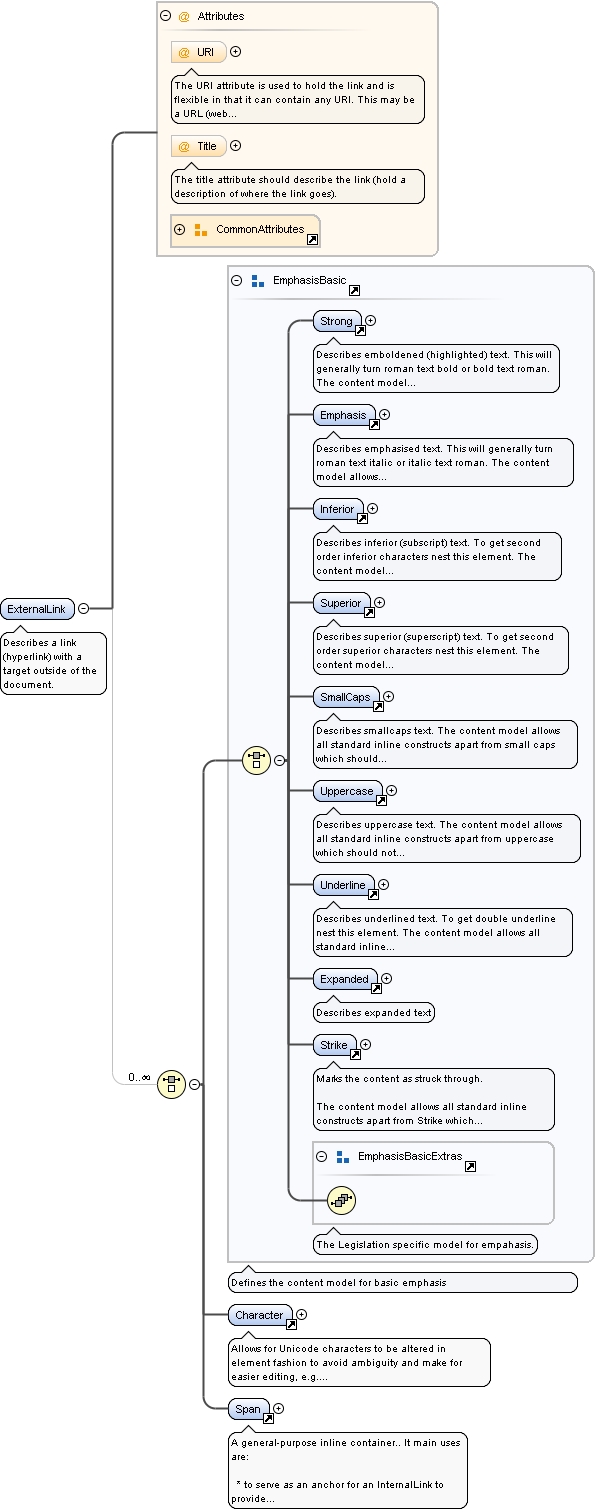 Attributes
@ URI
The URI attribute is used to hold the link and is
flexible in that it can contain any URI. This may be
a URL (web...
@ Title
The title attribute should describe the link (hold a
description of where the link goes).
CommonAttributes
EmphasisBasic
Strong
Describes emboldened (highlighted) text. This will
generally turn roman text bold or bold text roman.
The content model...
Emphasis
Describes emphasised text. This will generally turn
roman text italic or italic text roman. The content
model allows...
Inferior
Describes inferior (subscript) text. To get second
order inferior characters nest this element. The
content model...
ExternalLink
Describes a link
(hyperlink) with a
target outside of the
document.
Superior
Describes superior (superscript) text. To get second
order superior characters nest this element. The
content model...
SmallCaps
Describes smallcaps text. The content model allows
all standard inline constructs apart from small caps
which should...
Uppercase
Describes uppercase text. The content model allows
all standard inline constructs apart from uppercase
which should not...
Underline
Describes underlined text. To get double underline
nest this element. The content model allows all
standard inline...
Expanded
Describes expanded text
Strike
Marks the content as struck through.
The content model allows all standard inline
constructs apart from Strike which...
0..∞
EmphasisBasicExtras
The Legislation specific model for empahasis.
Defines the content model for basic emphasis
Character
Allows for Unicode characters to be altered in
element fashion to avoid ambiguity and make for
easier editing, e.g....
Span
A general-purpose inline container.. It main uses
are:
* to serve as an anchor for an InternalLink to
provide...